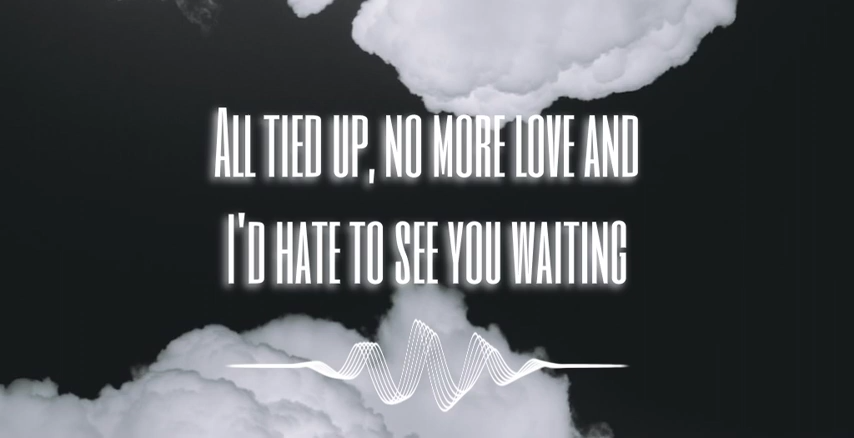 All tied up, no more love and
I'd hate to see you waiting